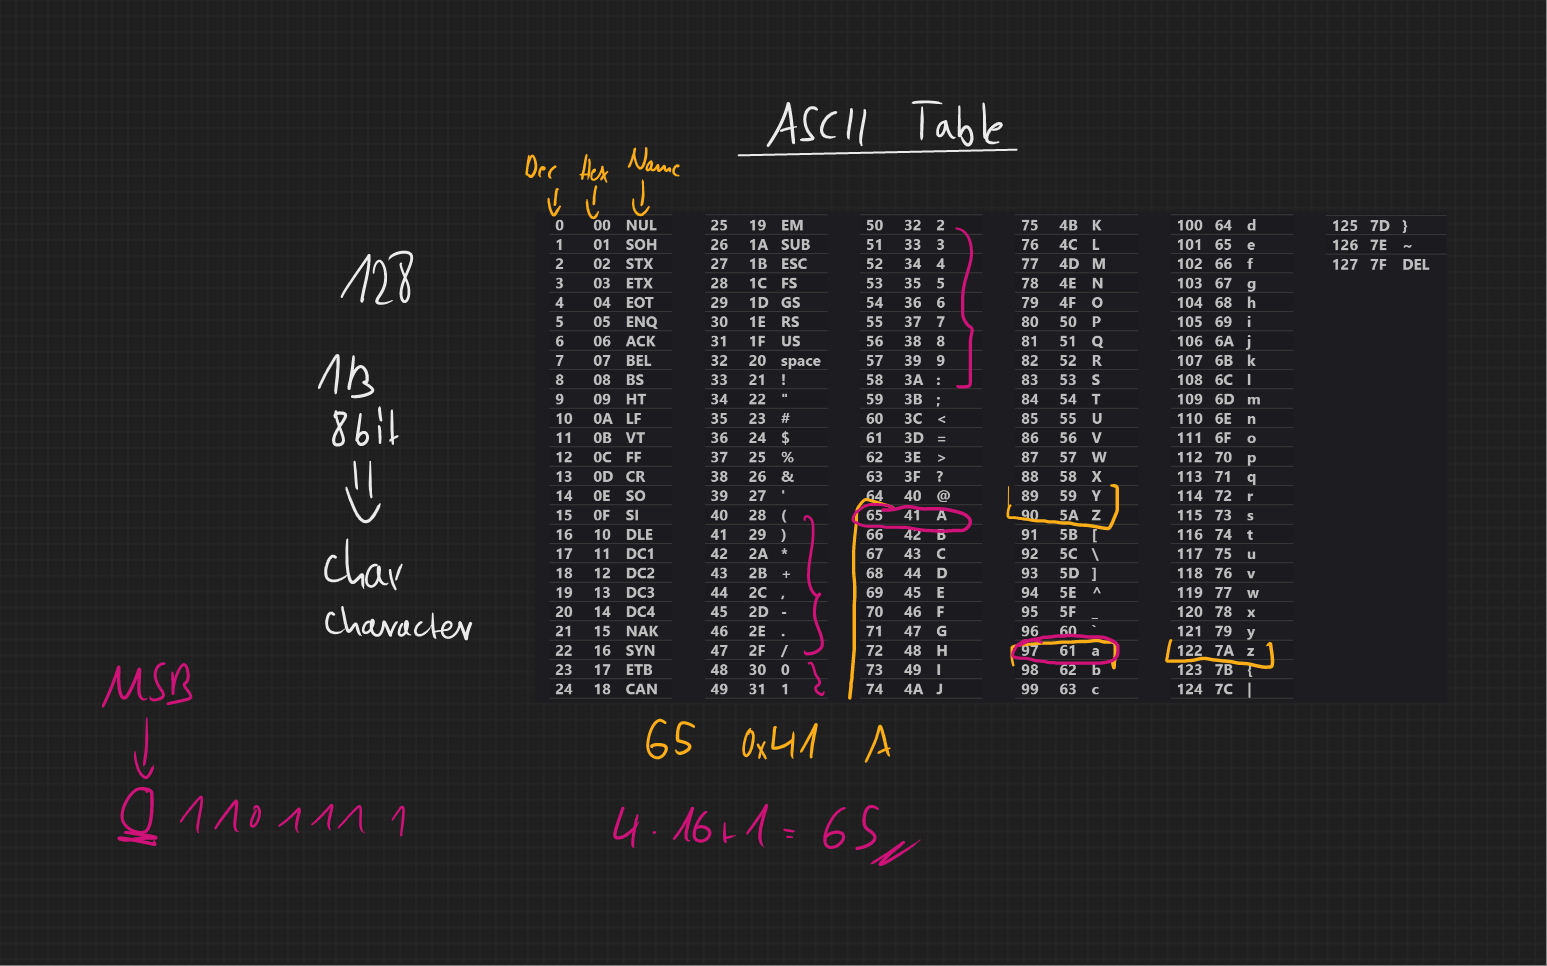 ASCII Table
Dec Hex Name
0 00 NUL 25 19 EM 50 32 2 75 4B K 100 64 d 125 7D }
1 01 SOH 26 1A SUB 51 33 3 76 4C L 101 65 e 126 7E ~
2 02 STX 27 1B ESC 52 34 4 77 4D M 102 66 f 127 7F DEL
3 03 ETX 28 1C FS 53 35 5 78 4E N 103 67 g
4 04 EOT 29 1D GS 54 36 6 79 4F O 104 68 h
5 05 ENQ 30 1E RS 55 37 7 80 50 P 105 69 i
6 06 ACK 31 1F US 56 38 8 81 51 Q 106 6A j
7 07 BEL 32 20 space 57 39 9 82 52 R 107 6B k
8 08 BS 33 21 ! 58 3A : 83 53 S 108 6C l
9 09 HT 34 22 " 59 3B ; 84 54 T 109 6D m
10 0A LF 35 23 # 60 3C < 85 55 U 110 6E n
11 0B VT 36 24 $ 61 3D = 86 56 V 111 6F o
12 0C FF 37 25 % 62 3E > 87 57 W 112 70 p
13 0D CR 38 26 & 63 3F ? 88 58 X 113 71 q
14 0E SO 39 27 ' 64 40 @ 89 59 Y 114 72 r
15 0F SI 40 28 ( 65 41 A 90 5A Z 115 73 s
16 10 DLE 41 29 ) 66 42 B 91 5B [ 116 74 t
17 11 DC1 42 2A * 67 43 C 92 5C \ 117 75 u
18 12 DC2 43 2B + 68 44 D 93 5D ] 118 76 v
19 13 DC3 44 2C , 69 45 E 94 5E ^ 119 77 w
20 14 DC4 45 2D - 70 46 F 95 5F _ 120 78 x
21 15 NAK 46 2E . 71 47 G 96 60 ` 121 79 y
22 16 SYN 47 2F / 72 48 H 97 61 a 122 7A z
23 17 ETB 48 30 0 73 49 I 98 62 b 123 7B {
24 18 CAN 49 31 1 74 4A J 99 63 c 124 7C |
128
1B
8bit
char
character
MSB
0 1101111
65 0x41 A
4 · 16 + 1 = 65